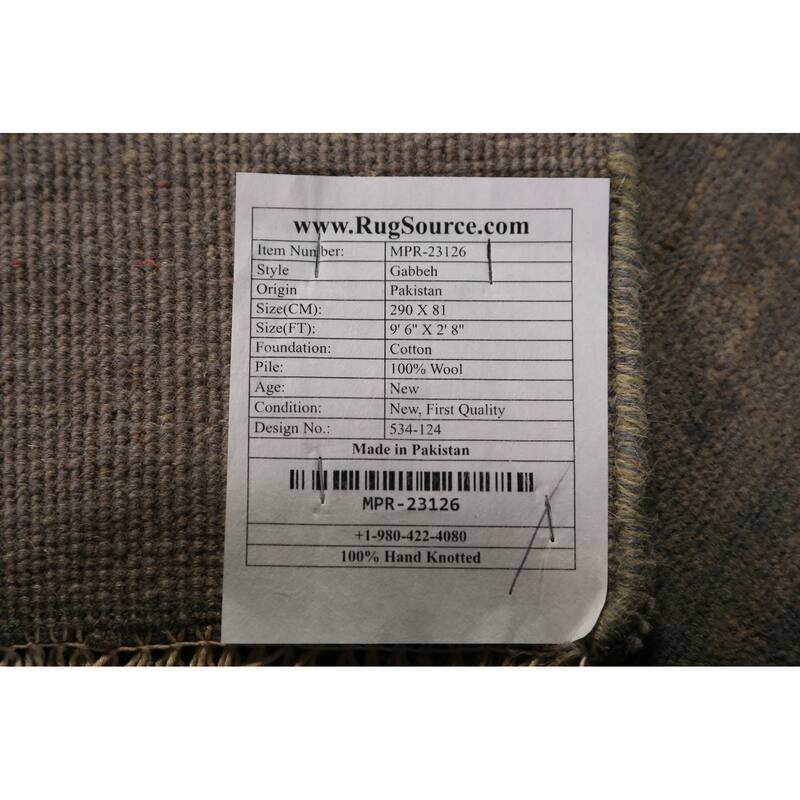 www.RugSource.com
Item Number: MPR-23126
Style Gabbeh
Origin Pakistan
Size(CM): 290 X 81
Size(FT): 9' 6" X 2' 8"
Foundation: Cotton
Pile: 100% Wool
Age: New
Condition: New, First Quality
Design No.: 534-124
Made in Pakistan
MPR-23126
+1-980-422-4080
100% Hand Knotted